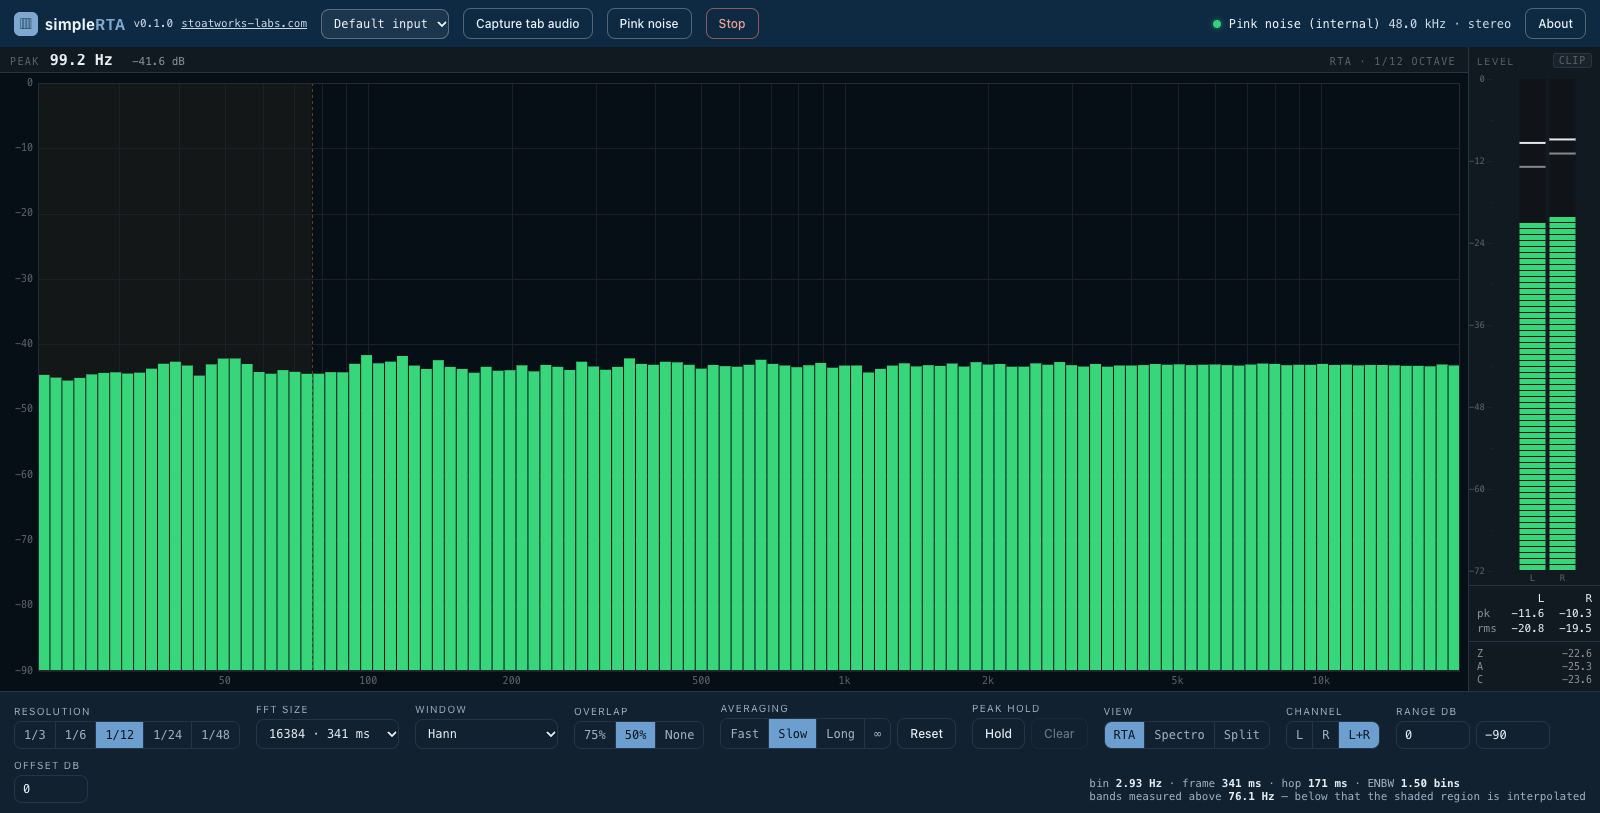 simpleRTA v0.1.0 stoatworks-labs.com Default input Capture tab audio Pink noise Stop Pink noise (internal) 48.0 kHz · stereo About
PEAK 99.2 Hz −41.6 dB RTA · 1/12 OCTAVE
LEVEL CLIP
0
−10
−20
−30
−40
−50
−60
−70
−80
−90
50 100 200 500 1k 2k 5k 10k
0
−12
−24
−36
−48
−60
−72
L R
L R
pk −11.6 −10.3
rms −20.8 −19.5
Z −22.6
A −25.3
C −23.6
RESOLUTION
1/3 1/6 1/12 1/24 1/48
FFT SIZE
16384 · 341 ms
WINDOW
Hann
OVERLAP
75% 50% None
AVERAGING
Fast Slow Long ∞ Reset
PEAK HOLD
Hold Clear
VIEW
RTA Spectro Split
CHANNEL
L R L+R
RANGE DB
0 −90
OFFSET DB
0
bin 2.93 Hz · frame 341 ms · hop 171 ms · ENBW 1.50 bins
bands measured above 76.1 Hz — below that the shaded region is interpolated